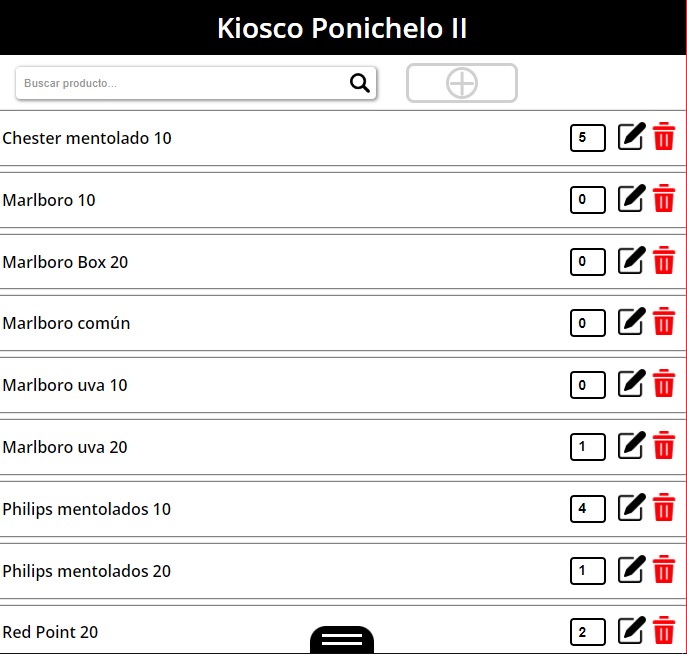 Kiosco Ponichelo II
Buscar producto...
Chester mentolado 10 5
Marlboro 10 0
Marlboro Box 20 0
Marlboro común 0
Marlboro uva 10 0
Marlboro uva 20 1
Philips mentolados 10 4
Philips mentolados 20 1
Red Point 20 2